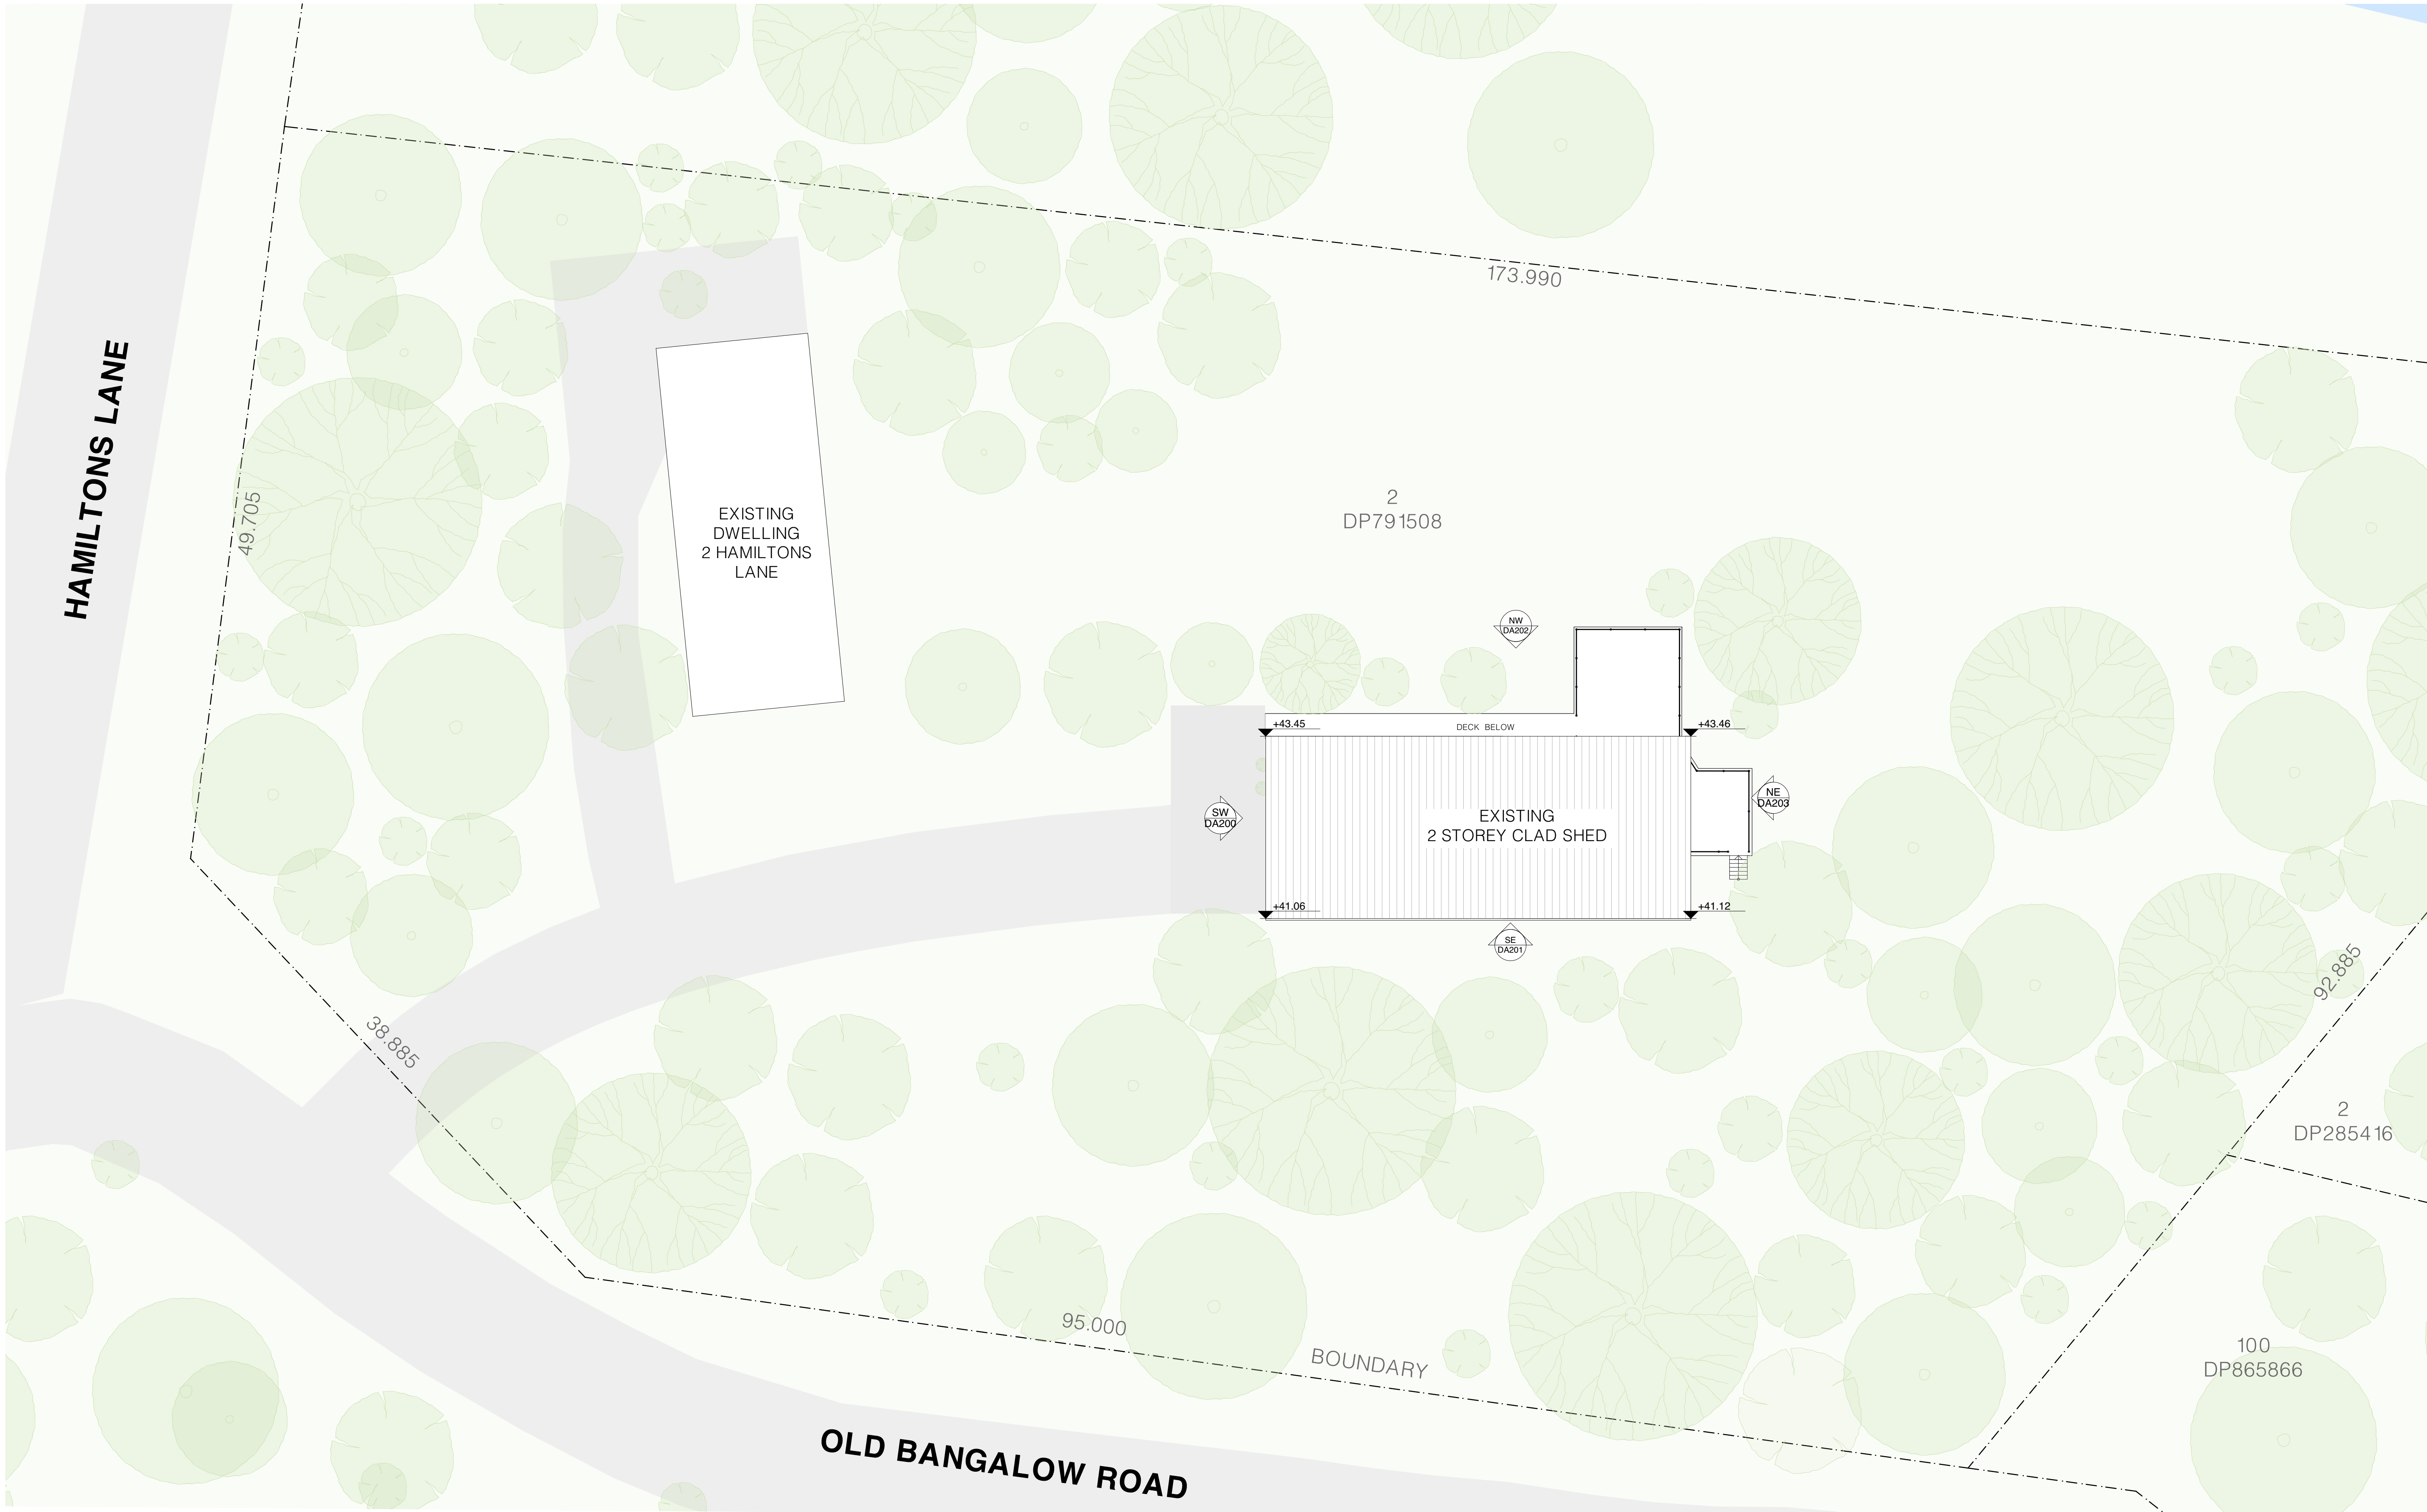 173.990
HAMILTONS LANE
49.705
EXISTING
DWELLING
2 HAMILTONS
LANE
2
DP791508
NW
DA202
+43.45
DECK BELOW
+43.46
SW
DA200
EXISTING
2 STOREY CLAD SHED
NE
DA203
+41.06
+41.12
SE
DA201
92.885
38.885
2
DP285416
95.000
BOUNDARY
100
DP865866
OLD BANGALOW ROAD